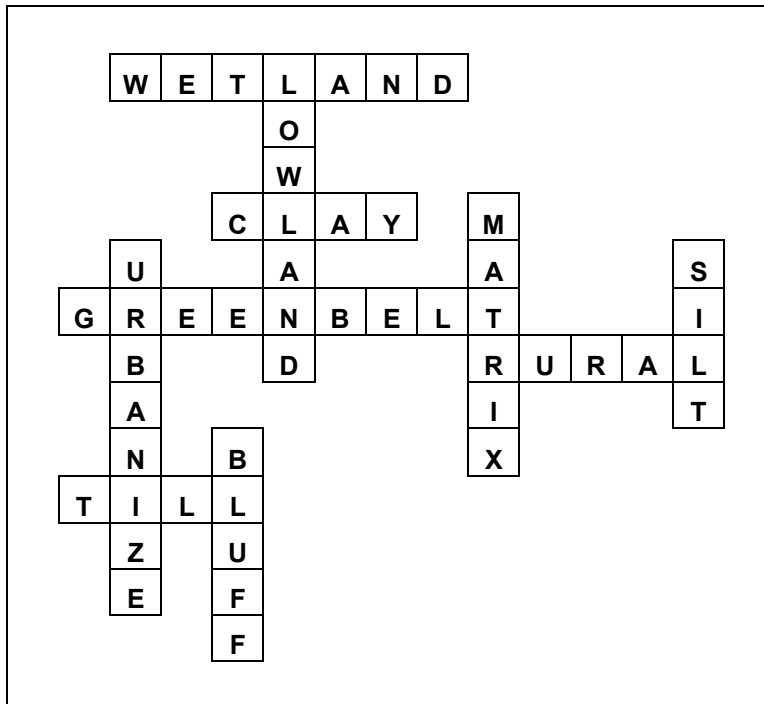 W E T L A N D
O
W
C L A Y M
U A A S
G R E E N B E L T I
B D R U R A L
A I T
N B X
T I L L
Z U
E F
F